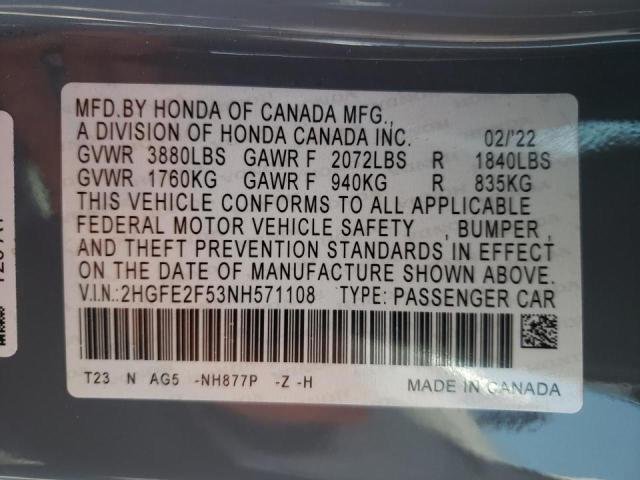 MFD.BY HONDA OF CANADA MFG.,
A DIVISION OF HONDA CANADA INC. 02/'22
GVWR 3880LBS GAWR F 2072LBS R 1840LBS
GVWR 1760KG GAWR F 940KG R 835KG
THIS VEHICLE CONFORMS TO ALL APPLICABLE
FEDERAL MOTOR VEHICLE SAFETY , BUMPER ,
AND THEFT PREVENTION STANDARDS IN EFFECT
ON THE DATE OF MANUFACTURE SHOWN ABOVE.
V.I.N.:2HGFE2F53NH571108 TYPE: PASSENGER CAR
T23 N AG5 -NH877P -Z -H MADE IN CANADA